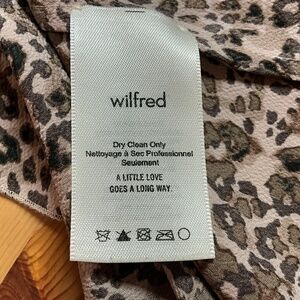 wilfred
Dry Clean Only
Nettoyage à Sec Professionnel
Seulement
A LITTLE LOVE
GOES A LONG WAY.